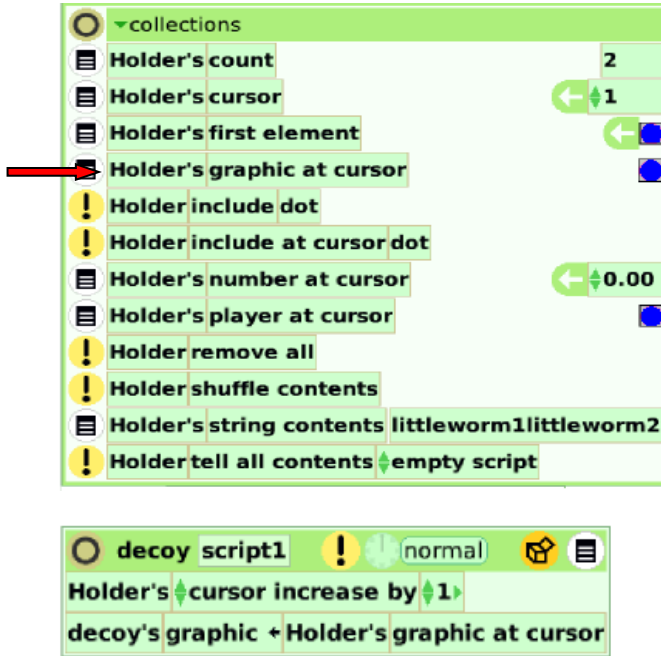 collections
Holder's count 2
Holder's cursor 1
Holder's first element
Holder's graphic at cursor
Holder include dot
Holder include at cursor dot
Holder's number at cursor 0.00
Holder's player at cursor
Holder remove all
Holder shuffle contents
Holder's string contents littleworm1littleworm2
Holder tell all contents empty script
decoy script1 ! normal
Holder's cursor increase by 1
decoy's graphic ← Holder's graphic at cursor